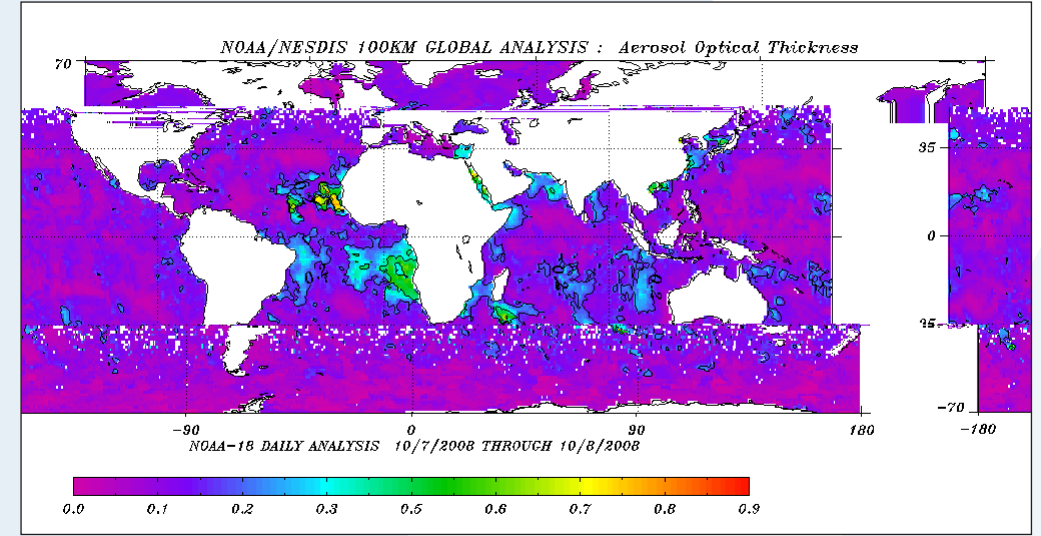 NOAA/NESDIS 100KM GLOBAL ANALYSIS : Aerosol Optical Thickness
70
35
0
-70
-90 0 90 180 -180
NOAA-18 DAILY ANALYSIS 10/7/2008 THROUGH 10/8/2008
0.0 0.1 0.2 0.3 0.5 0.6 0.7 0.8 0.9